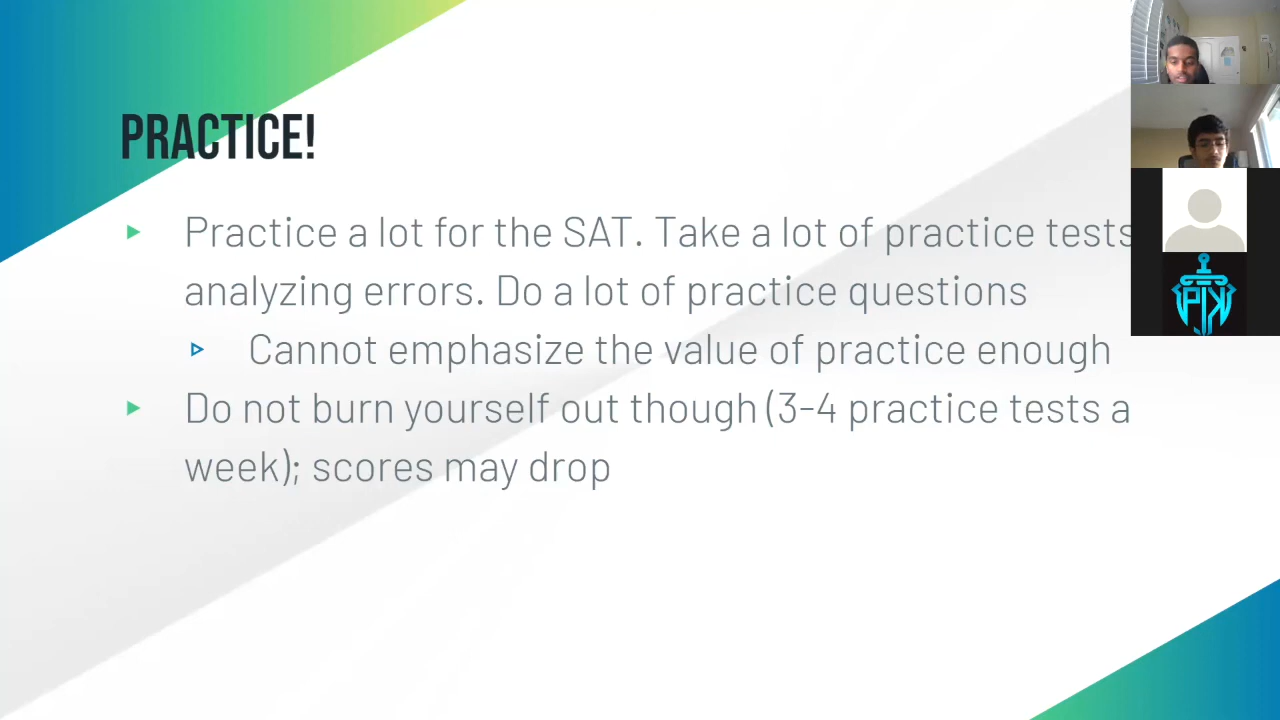 PRACTICE!
Practice a lot for the SAT. Take a lot of practice tests
analyzing errors. Do a lot of practice questions
Cannot emphasize the value of practice enough
Do not burn yourself out though (3-4 practice tests a
week); scores may drop